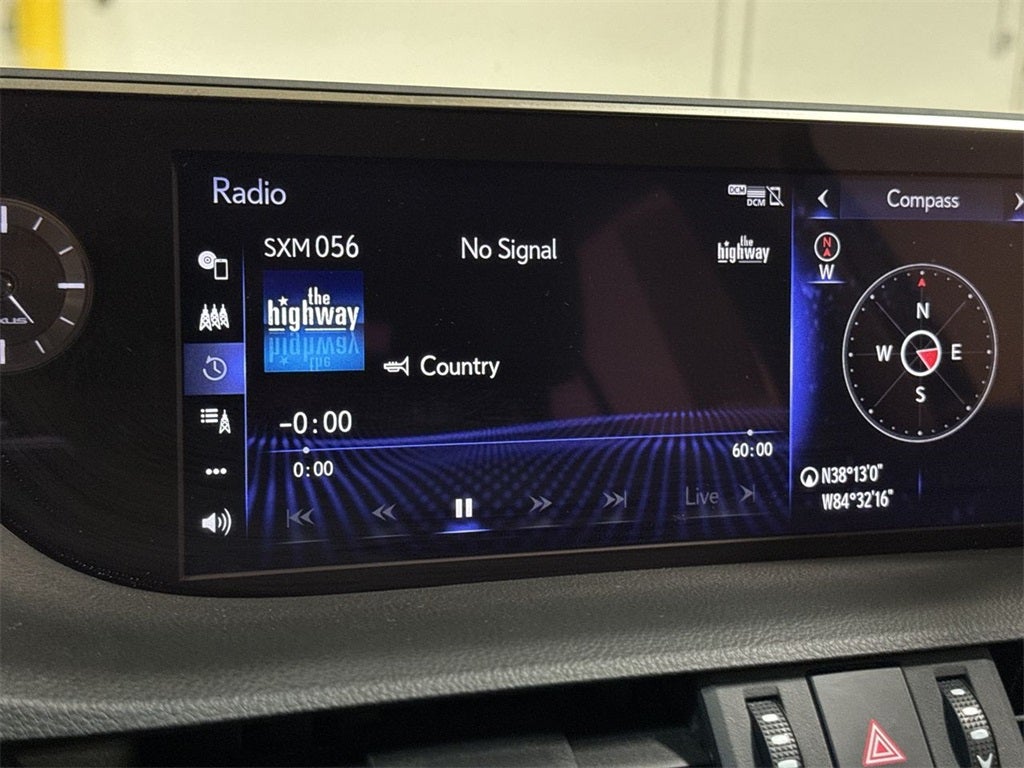 Radio
DCM
DCM
Compass
SXM 056
No Signal
the
highway
the
highway
N
W
Country
N
W
E
S
-0:00
0:00
60:00
Live
N38°13'0"
W84°32'16"